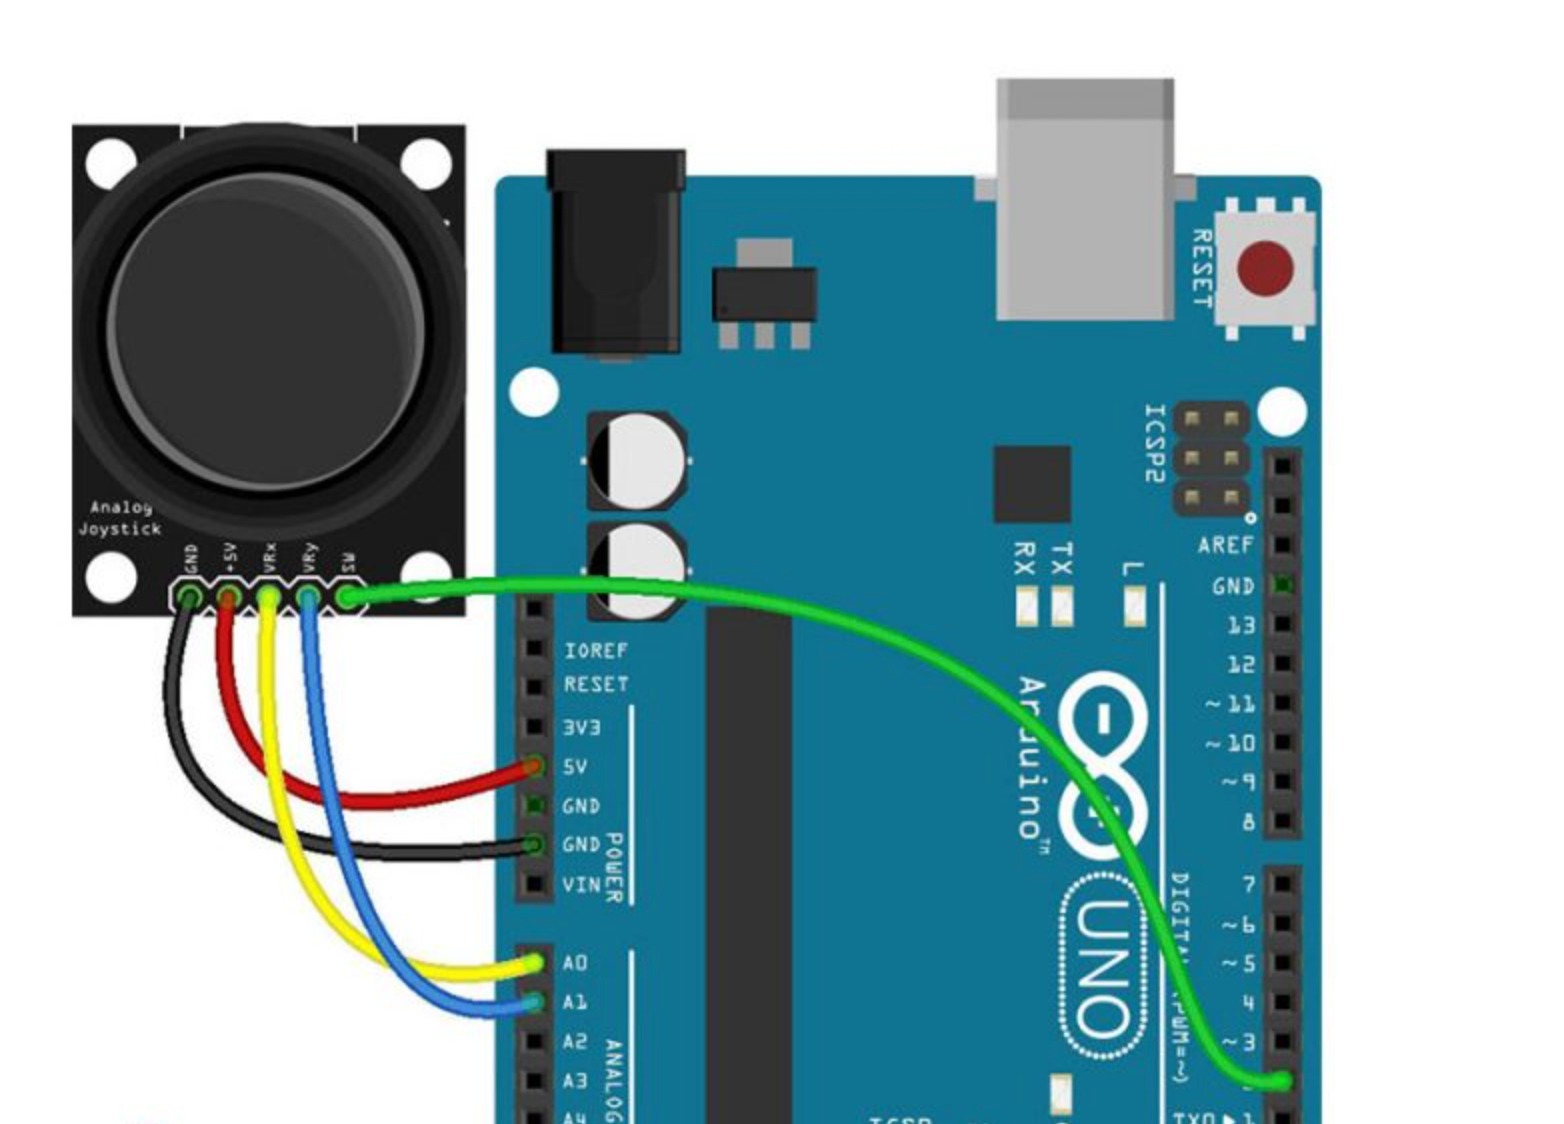 Analog
Joystick
GND
+5V
VRx
VRy
SW
RESET
ICSP2
RX
TX
L
Arduino™
UNO
IOREF
RESET
3V3
5V
GND
GND
VIN
POWER
A0
A1
A2
A3
A4
ANALOG
AREF
GND
13
12
~11
~10
~9
8
7
~6
~5
4
~3
DIGITAL (PWM=~)
TX0▶1
ICSP